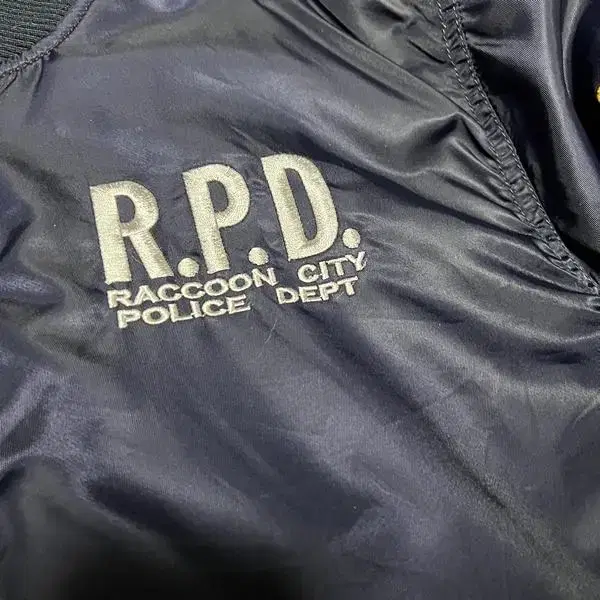 R.P.D.
RACCOON CITY
POLICE DEPT